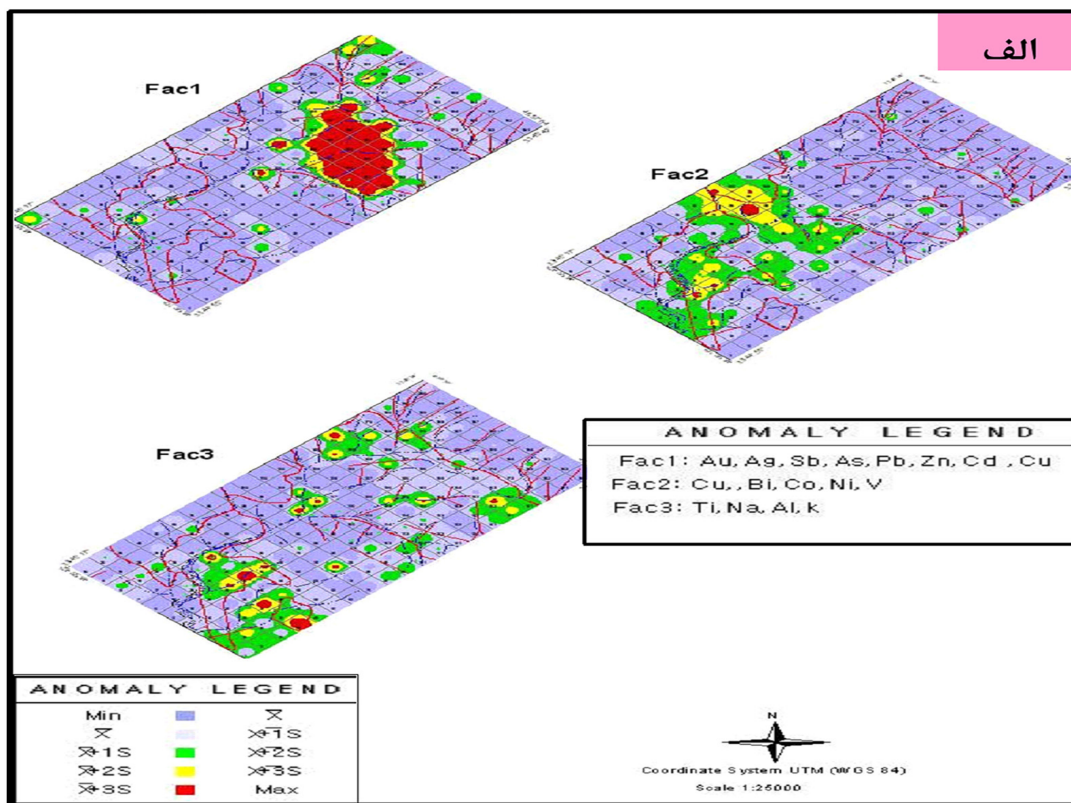 الف
Fac1
Fac2
Fac3
ANOMALY LEGEND
Fac1: Au, Ag, Sb, As, Pb, Zn, Cd , Cu
Fac2: Cu,, Bi, Co, Ni, V
Fac3: Ti, Na, Al, k
ANOMALY LEGEND
Min X̅
X̅ X̅+1S
X̅+1S X̅+2S
X̅+2S X̅+3S
X̅+3S Max
N
Coordinate System UTM (WGS 84)
Scale 1:25000